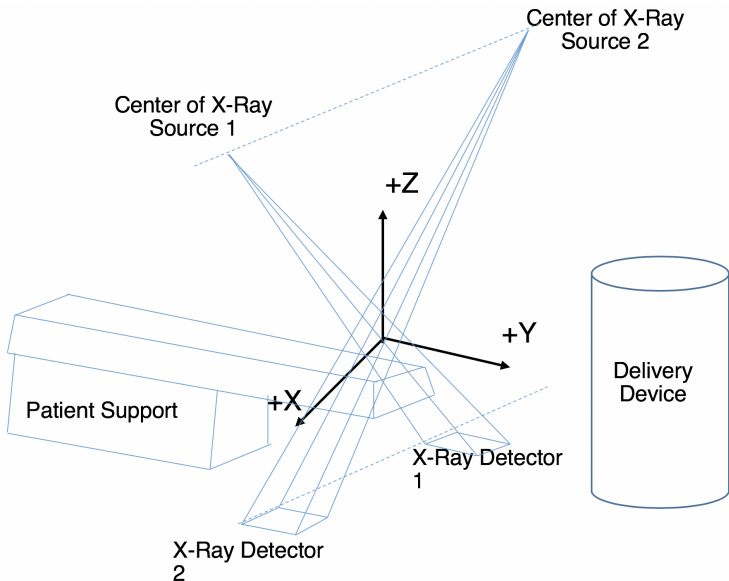 Center of X-Ray
Source 2
Center of X-Ray
Source 1
+Z
+Y
Delivery
Device
+X
Patient Support
X-Ray Detector
1
X-Ray Detector
2